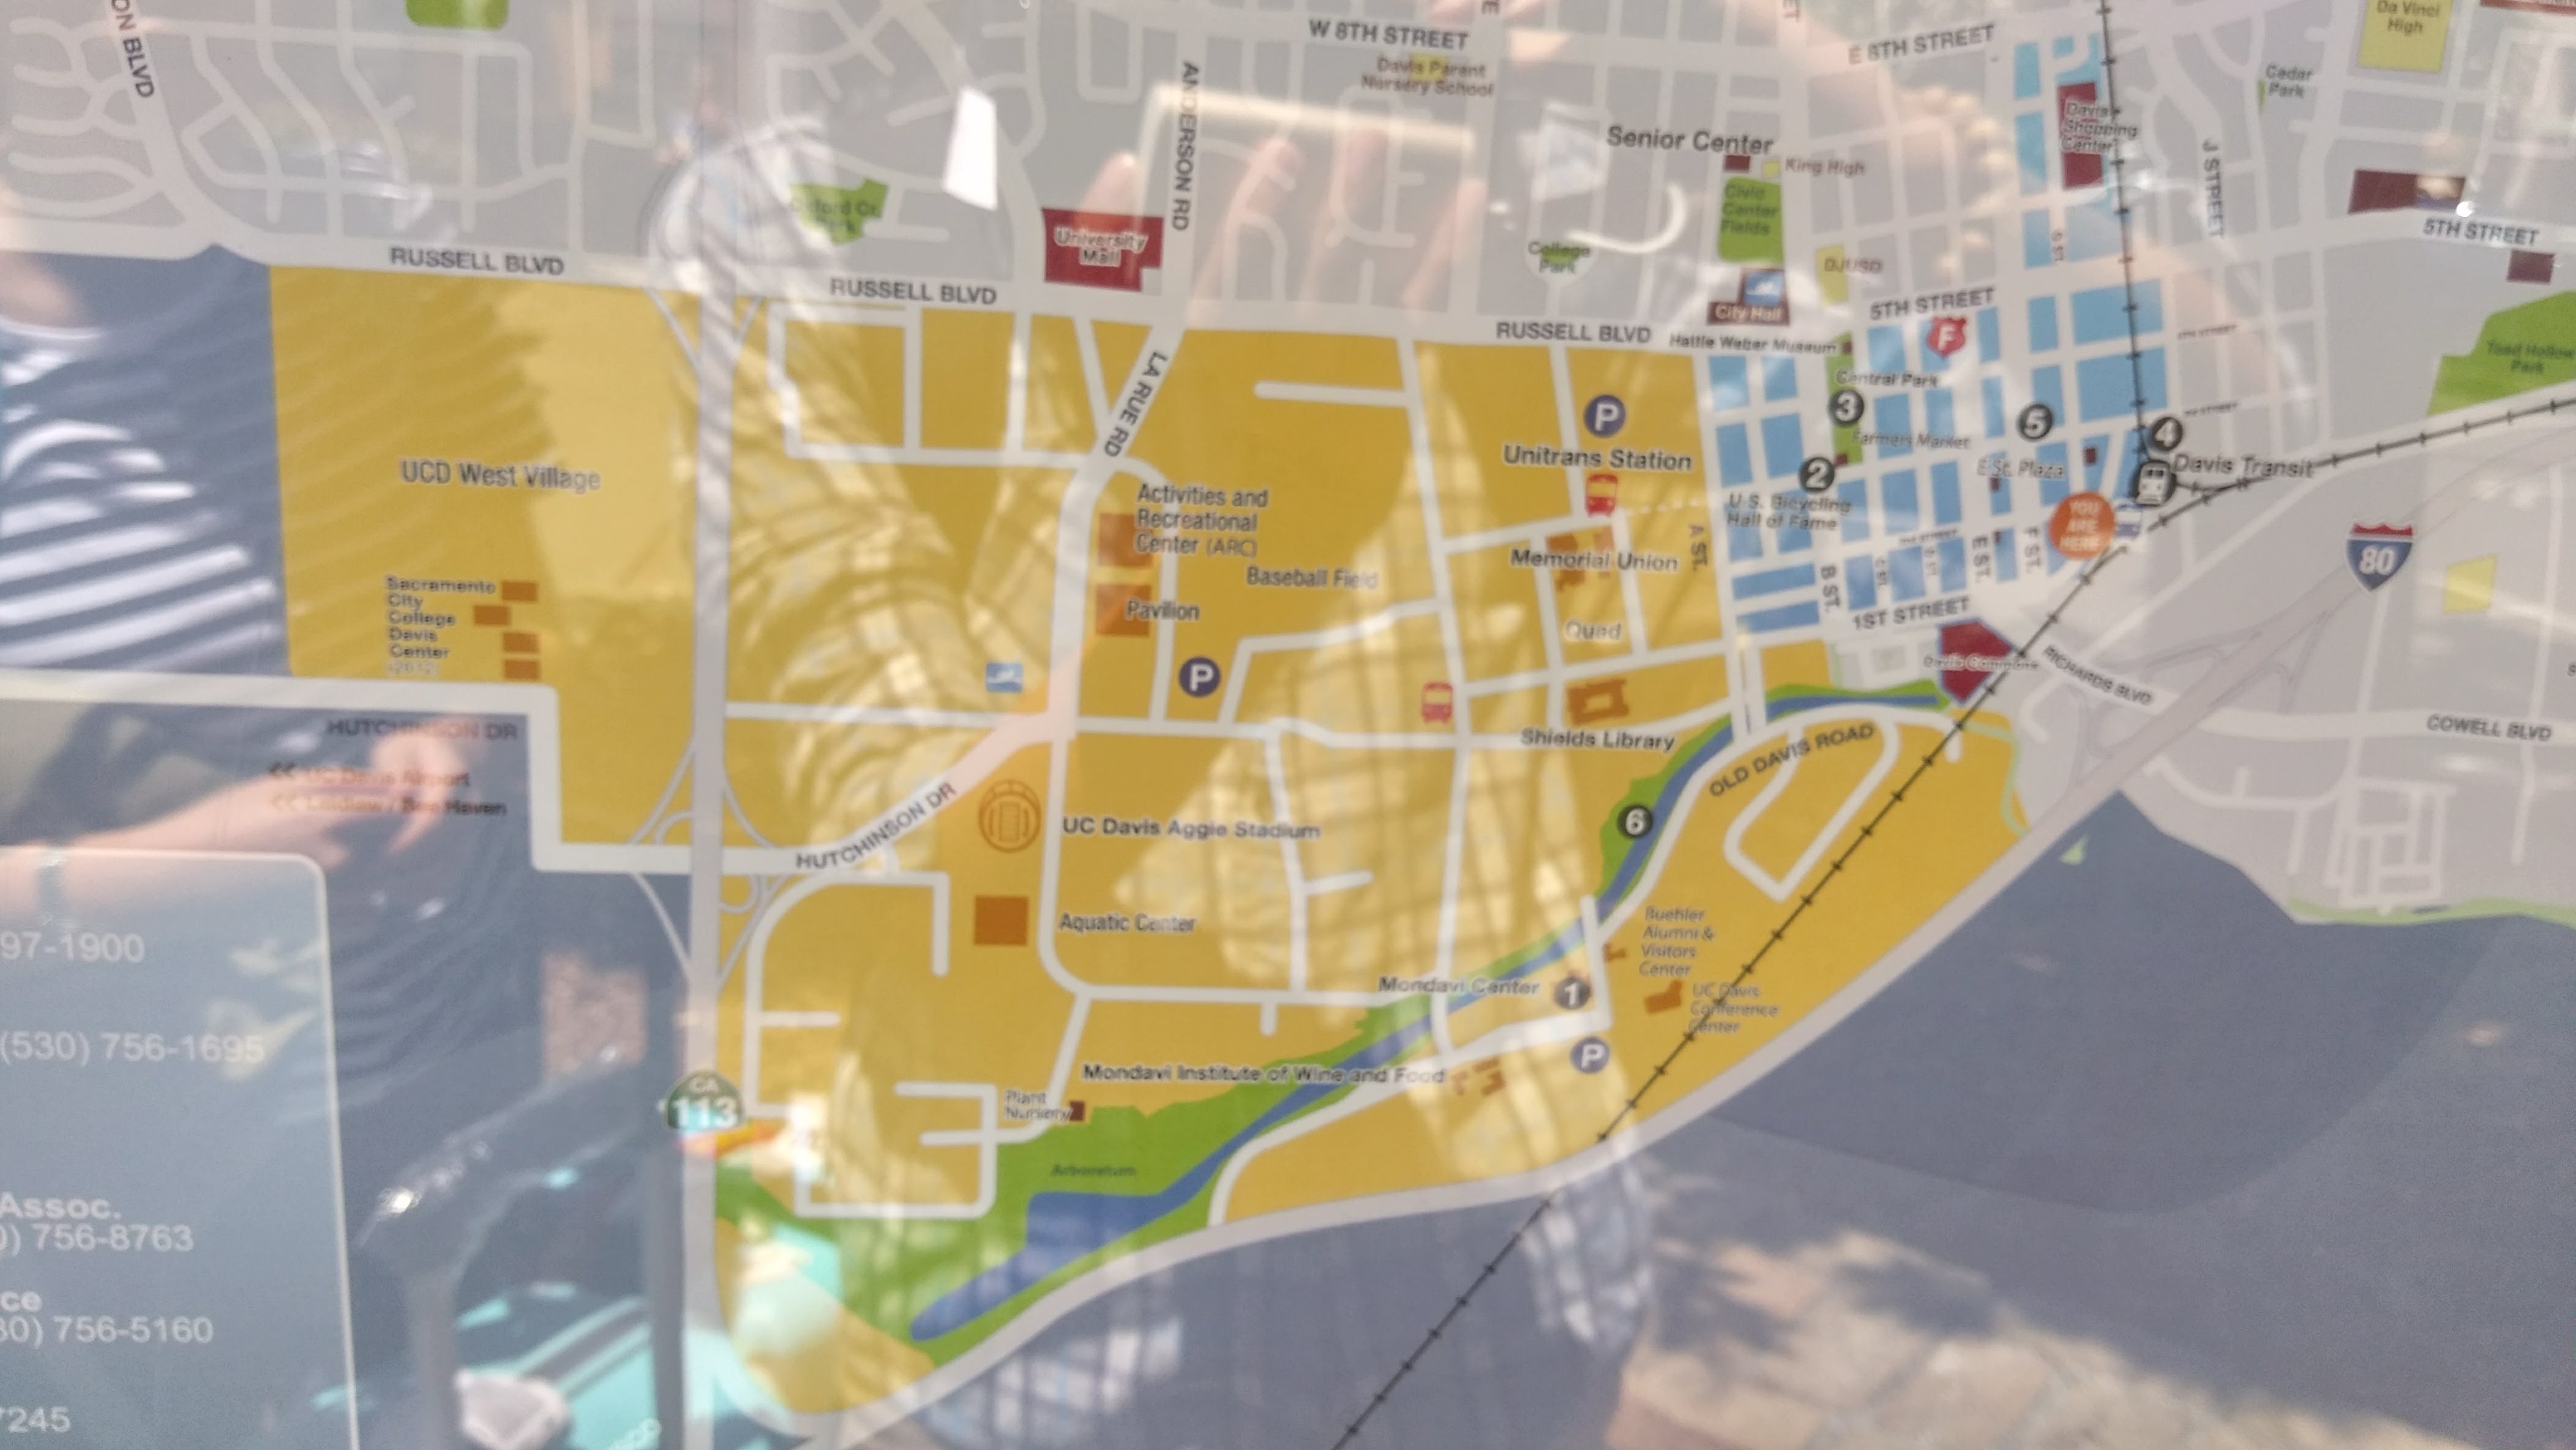 ON BLVD
W 8TH STREET
Davis Parent
Nursery School
E 8TH STREET
Da Vinci
High
Cedar
Park
ANDERSON RD
Senior Center
King High
Davis
Shopping
Center
J STREET
Civic
Center
Fields
University
Mall
College
Park
DJUSD
G ST
5TH STREET
RUSSELL BLVD
RUSSELL BLVD
RUSSELL BLVD
City Hall
5TH STREET
F
Hattie Weber Museum
Toad Hollow
Park
LA RUE RD
P
Central Park
3
5
4
Farmers Market
Unitrans Station
2
E St. Plaza
Davis Transit
UCD West Village
Activities and
Recreational
Center (ARC)
U.S. Bicycling
Hall of Fame
YOU
ARE
HERE
A ST.
B ST.
E ST.
F ST.
80
Memorial Union
Baseball Field
Pavilion
Sacramento
City
College
Davis
Center
1ST STREET
Quad
Davis Commons
RICHARDS BLVD
P
HUTCHINSON DR
COWELL BLVD
Shields Library
OLD DAVIS ROAD
<< UC Davis Airport
HUTCHINSON DR
UC Davis Aggie Stadium
6
Aquatic Center
Buehler
Alumni &
Visitors
Center
97-1900
Mondavi Center
1
UC Davis
Conference
Center
(530) 756-1695
P
Mondavi Institute of Wine and Food
CA
113
Plant
Nursery
Arboretum
Assoc.
0) 756-8763
ce
30) 756-5160
7245